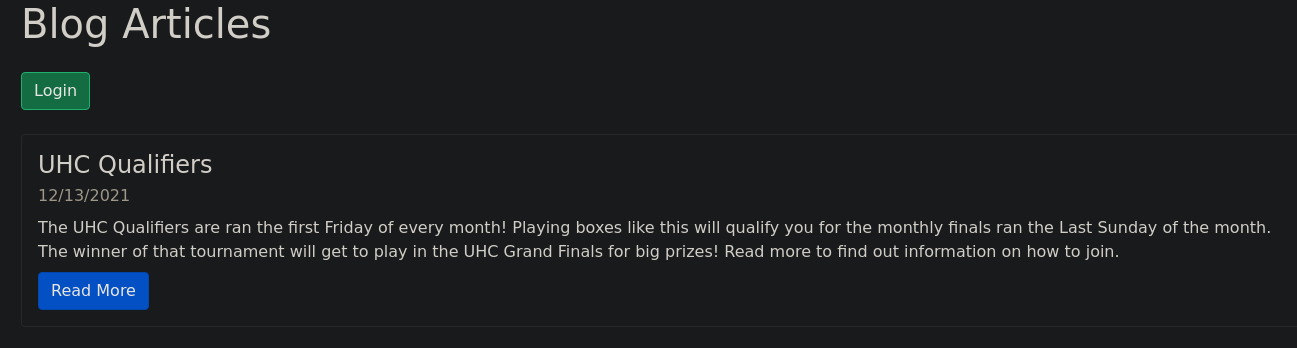 Blog Articles
Login
UHC Qualifiers
12/13/2021
The UHC Qualifiers are ran the first Friday of every month! Playing boxes like this will qualify you for the monthly finals ran the Last Sunday of the month.
The winner of that tournament will get to play in the UHC Grand Finals for big prizes! Read more to find out information on how to join.
Read More